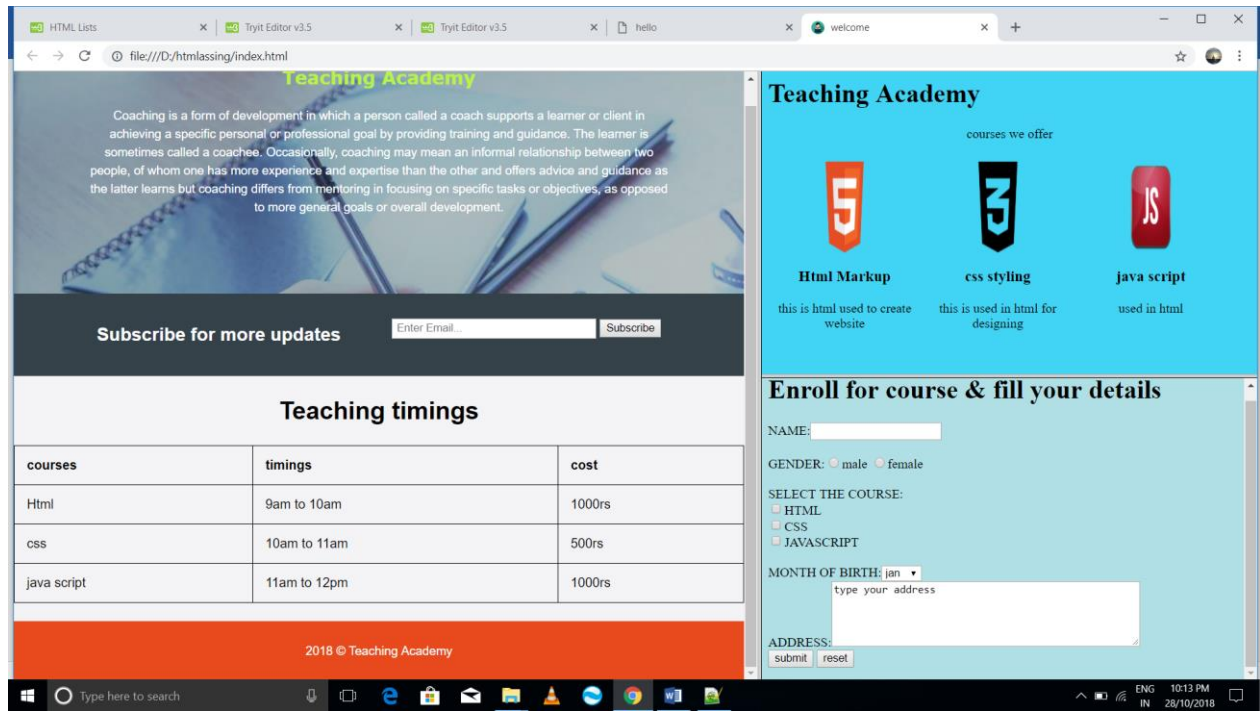 HTML Lists
Tryit Editor v3.5
Tryit Editor v3.5
hello
welcome
file:///D:/htmlassing/index.html
Teaching Academy
Coaching is a form of development in which a person called a coach supports a learner or client in
achieving a specific personal or professional goal by providing training and guidance. The learner is
sometimes called a coachee. Occasionally, coaching may mean an informal relationship between two
people, of whom one has more experience and expertise than the other and offers advice and guidance as
the latter learns but coaching differs from mentoring in focusing on specific tasks or objectives, as opposed
to more general goals or overall development.
Subscribe for more updates
Enter Email...
Subscribe
Teaching timings
courses timings cost
Html 9am to 10am 1000rs
css 10am to 11am 500rs
java script 11am to 12pm 1000rs
2018 © Teaching Academy
Teaching Academy
courses we offer
5
3
JS
Html Markup
this is html used to create
website
css styling
this is used in html for
designing
java script
used in html
Enroll for course & fill your details
NAME:
GENDER: male female
SELECT THE COURSE:
HTML
CSS
JAVASCRIPT
MONTH OF BIRTH: jan
type your address
ADDRESS:
submit reset
Type here to search
ENG
IN
10:13 PM
28/10/2018